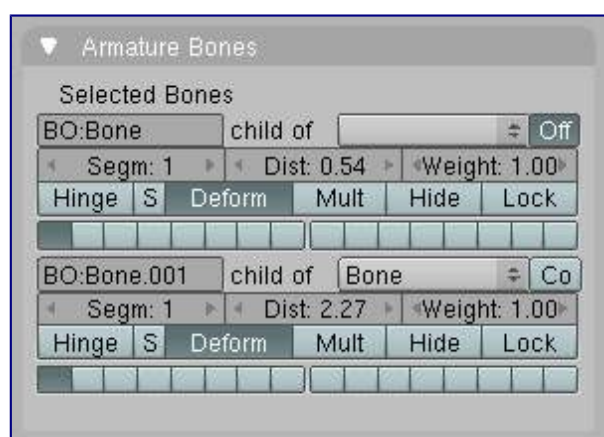 Armature Bones
Selected Bones
BO:Bone child of Off
Segm: 1 Dist: 0.54 Weight: 1.00
Hinge S Deform Mult Hide Lock
BO:Bone.001 child of Bone Co
Segm: 1 Dist: 2.27 Weight: 1.00
Hinge S Deform Mult Hide Lock